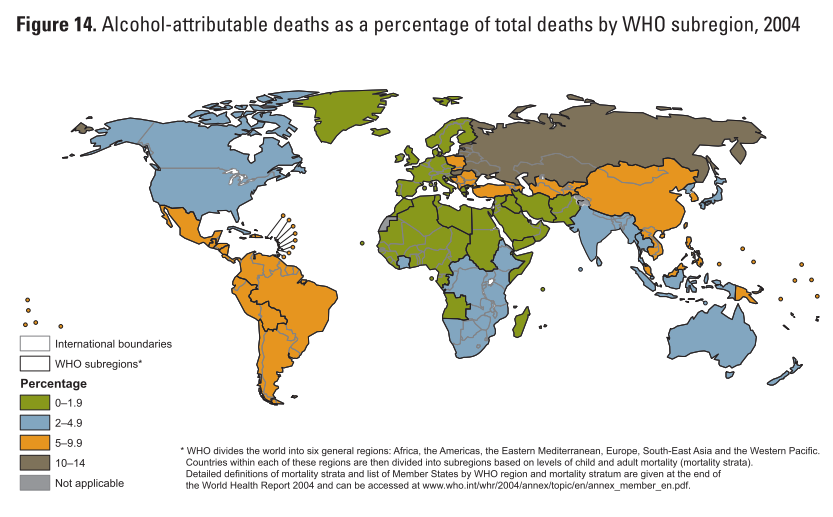 Figure 14. Alcohol-attributable deaths as a percentage of total deaths by WHO subregion, 2004
International boundaries
WHO subregions*
Percentage
0–1.9
2–4.9
5–9.9
10–14
Not applicable
* WHO divides the world into six general regions: Africa, the Americas, the Eastern Mediterranean, Europe, South-East Asia and the Western Pacific.
Countries within each of these regions are then divided into subregions based on levels of child and adult mortality (mortality strata).
Detailed definitions of mortality strata and list of Member States by WHO region and mortality stratum are given at the end of
the World Health Report 2004 and can be accessed at www.who.int/whr/2004/annex/topic/en/annex_member_en.pdf.